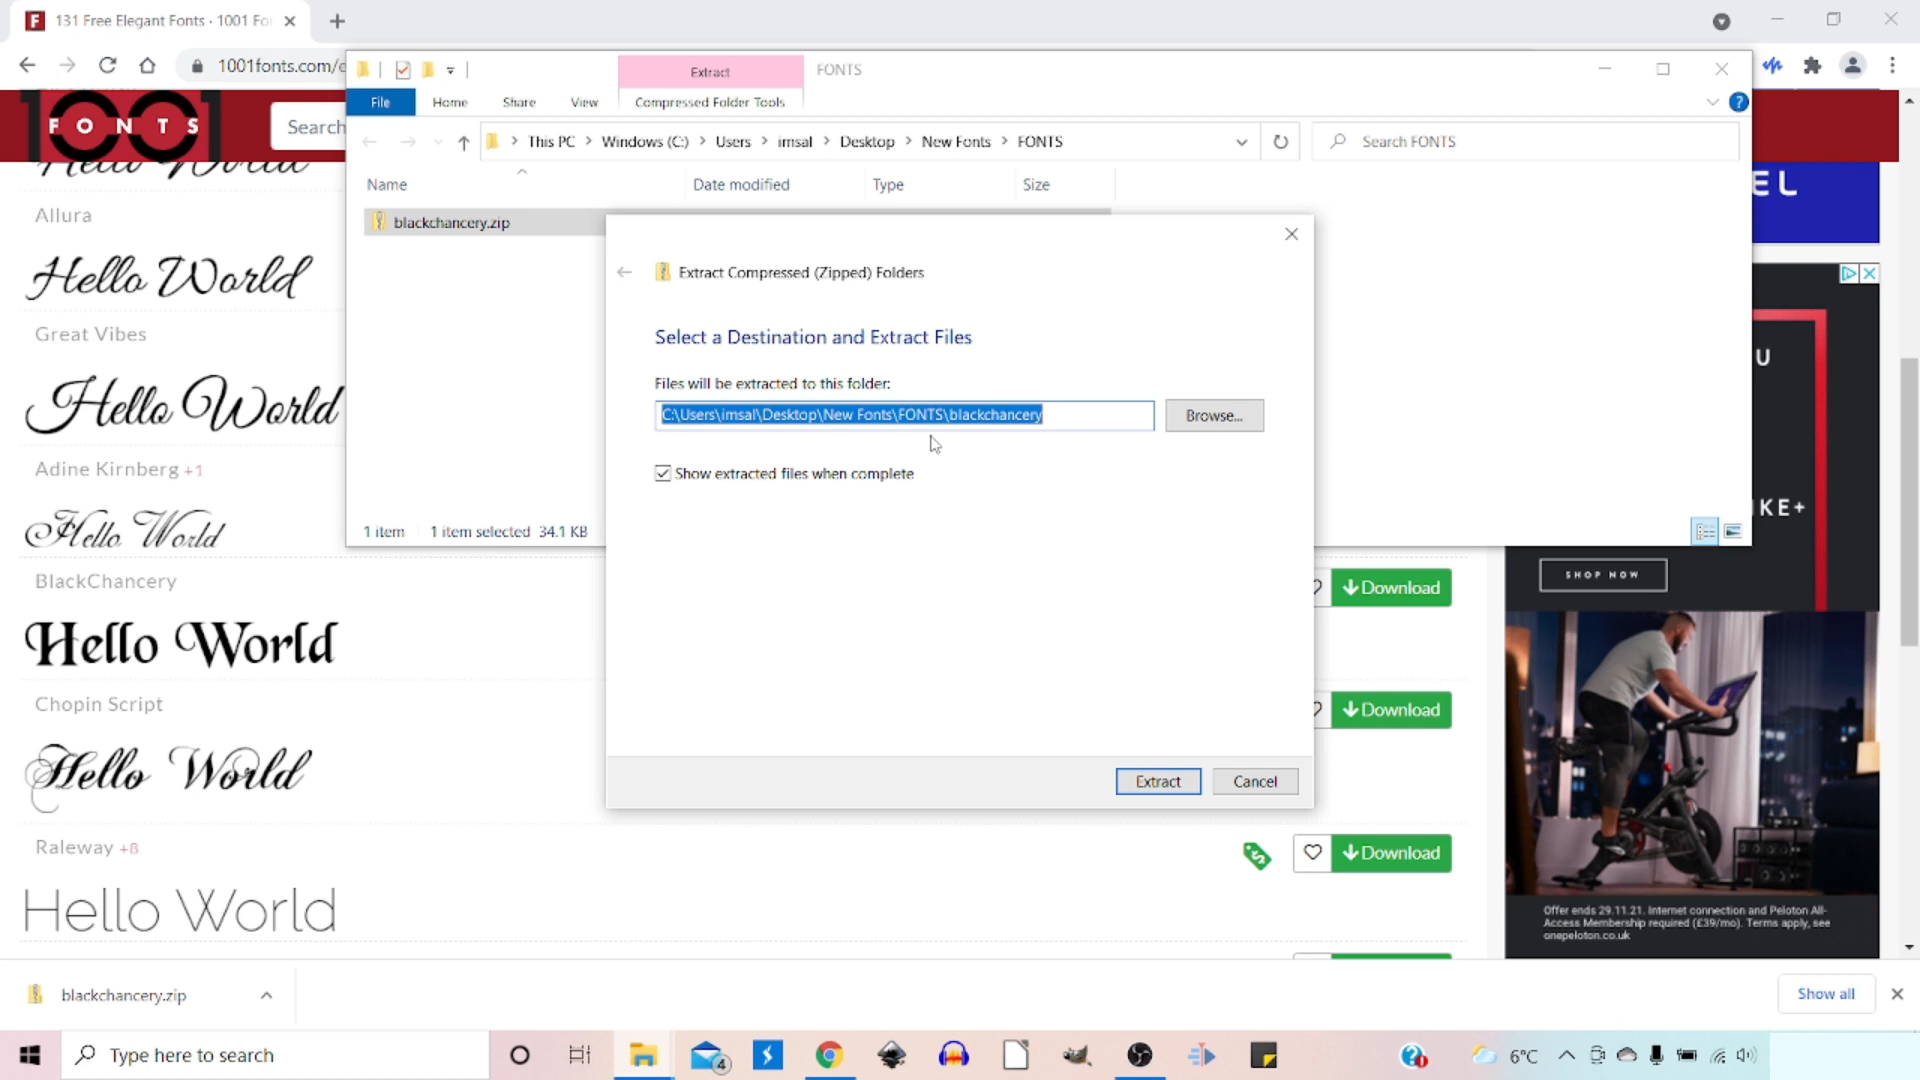 131 Free Elegant Fonts · 1001 Fo
1001fonts.com/e
Extract
FONTS
File
Home
Share
View
Compressed Folder Tools
1001
FONTS
Search
This PC > Windows (C:) > Users > imsal > Desktop > New Fonts > FONTS
Search FONTS
Name
Date modified
Type
Size
blackchancery.zip
Hello World
Allura
Hello World
Great Vibes
Hello World
Adine Kirnberg +1
Hello World
BlackChancery
Hello World
Chopin Script
Hello World
Raleway +8
Hello World
Extract Compressed (Zipped) Folders
Select a Destination and Extract Files
Files will be extracted to this folder:
C:\Users\imsal\Desktop\New Fonts\FONTS\blackchancery
Browse...
Show extracted files when complete
1 item
1 item selected 34.1 KB
Extract
Cancel
Download
Download
Download
EL
U
KE+
SHOP NOW
Offer ends 29.11.21. Internet connection and Peloton All-
Access Membership required (£39/mo). Terms apply, see
onepeloton.co.uk
blackchancery.zip
Show all
Type here to search
4
6°C